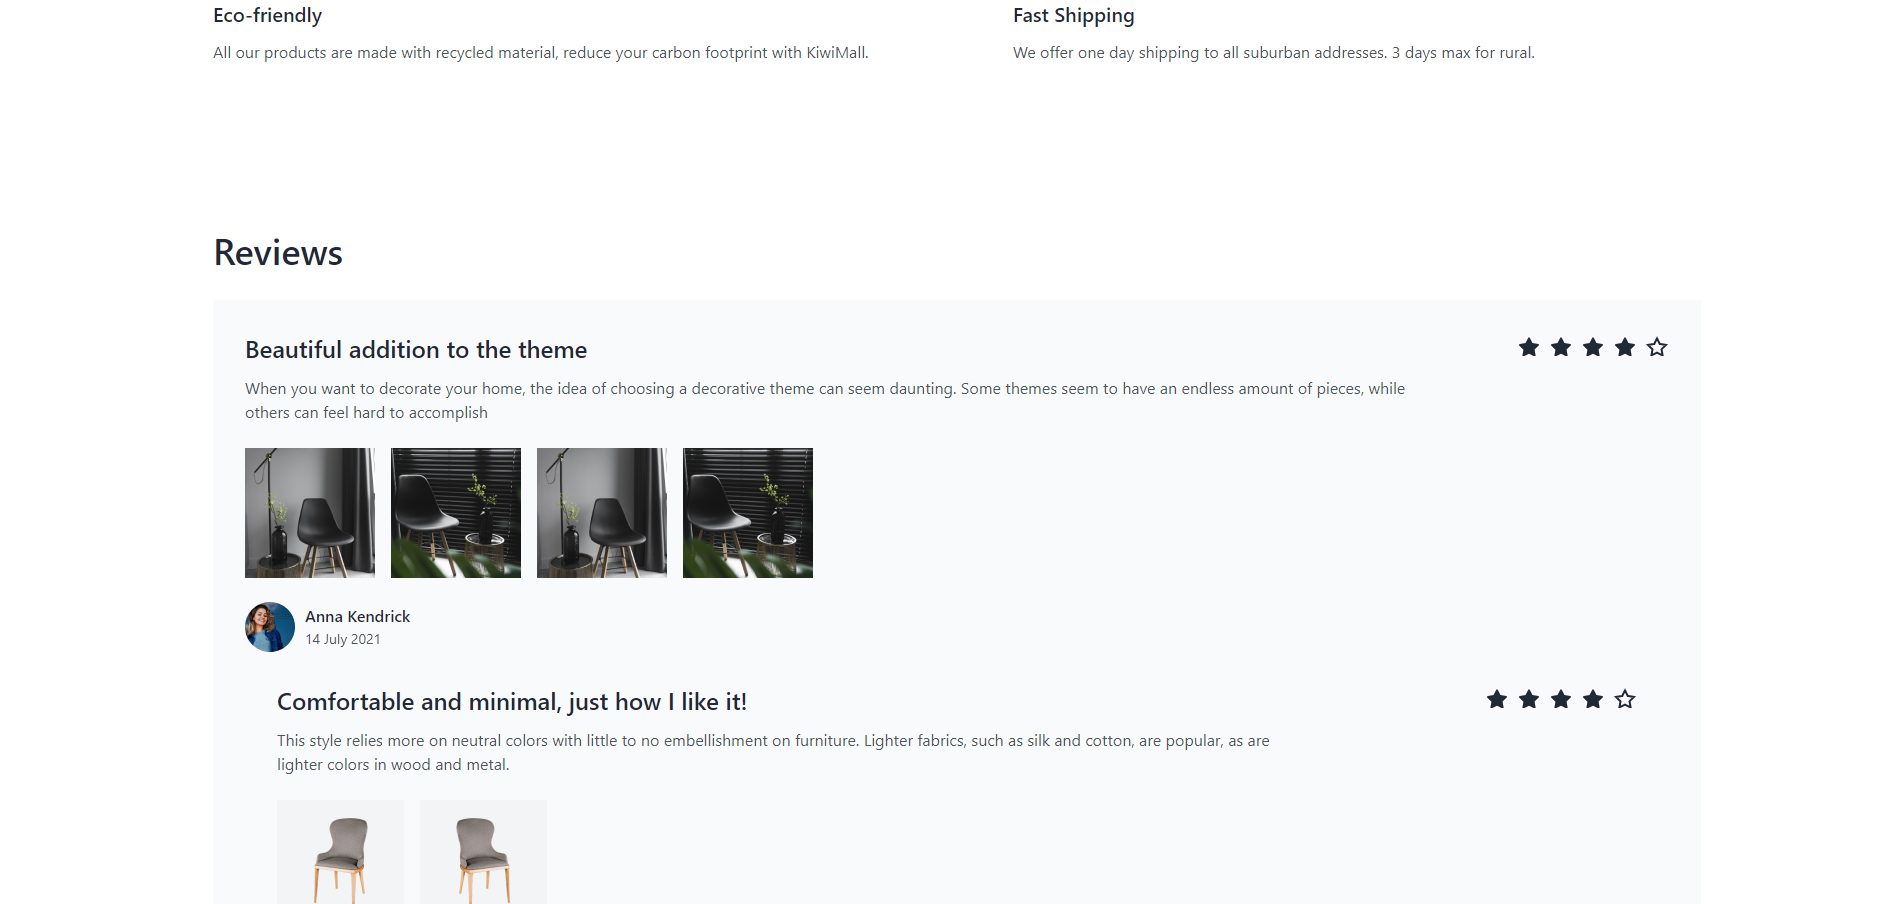 Eco-friendly
All our products are made with recycled material, reduce your carbon footprint with KiwiMall.
Fast Shipping
We offer one day shipping to all suburban addresses. 3 days max for rural.
Reviews
Beautiful addition to the theme
When you want to decorate your home, the idea of choosing a decorative theme can seem daunting. Some themes seem to have an endless amount of pieces, while
others can feel hard to accomplish
Anna Kendrick
14 July 2021
Comfortable and minimal, just how I like it!
This style relies more on neutral colors with little to no embellishment on furniture. Lighter fabrics, such as silk and cotton, are popular, as are
lighter colors in wood and metal.